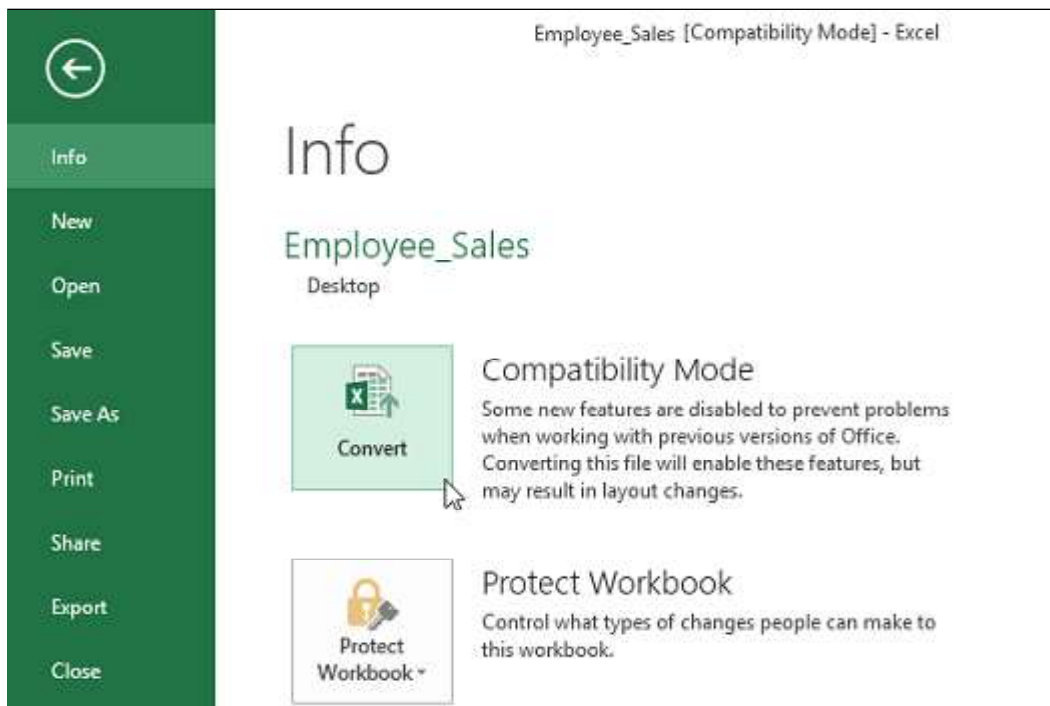 Employee_Sales [Compatibility Mode] - Excel
Info
New
Open
Save
Save As
Print
Share
Export
Close
Info
Employee_Sales
Desktop
Convert
Compatibility Mode
Some new features are disabled to prevent problems
when working with previous versions of Office.
Converting this file will enable these features, but
may result in layout changes.
Protect
Workbook
Protect Workbook
Control what types of changes people can make to
this workbook.